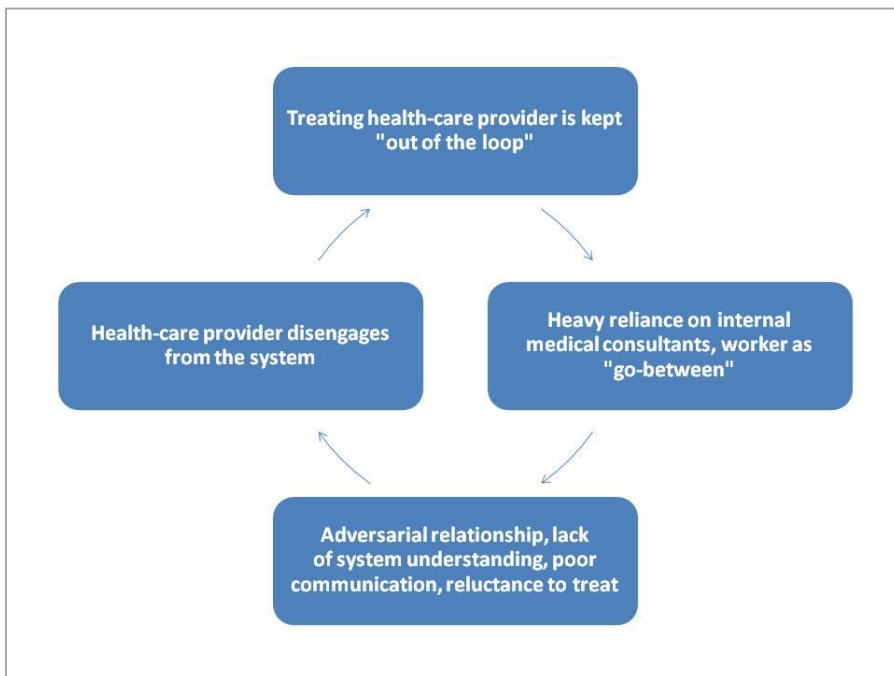 Treating health-care provider is kept
"out of the loop"
Heavy reliance on internal
medical consultants, worker as
"go-between"
Adversarial relationship, lack
of system understanding, poor
communication, reluctance to treat
Health-care provider disengages
from the system